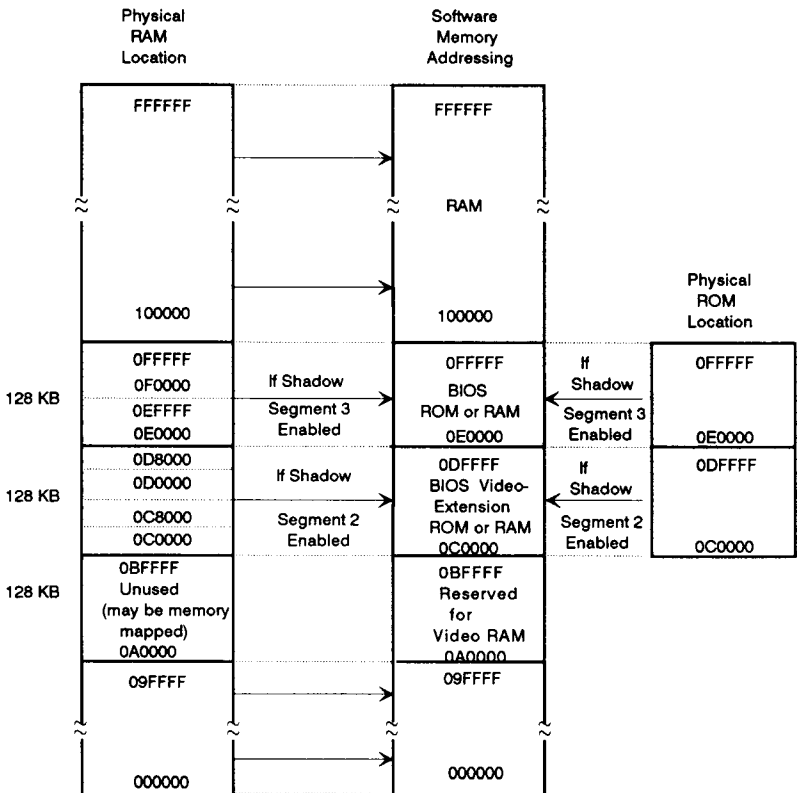 Physical
RAM
Location
Software
Memory
Addressing
FFFFFF
FFFFFF
RAM
100000
100000
Physical
ROM
Location
128 KB
0FFFFF
0F0000
0EFFFF
0E0000
If Shadow
Segment 3
Enabled
0FFFFF
BIOS
ROM or RAM
0E0000
If
Shadow
Segment 3
Enabled
0FFFFF
0E0000
128 KB
0D8000
0D0000
0C8000
0C0000
If Shadow
Segment 2
Enabled
0DFFFF
BIOS Video-
Extension
ROM or RAM
0C0000
If
Shadow
Segment 2
Enabled
0DFFFF
0C0000
128 KB
0BFFFF
Unused
(may be memory
mapped)
0A0000
0BFFFF
Reserved
for
Video RAM
0A0000
09FFFF
09FFFF
000000
000000